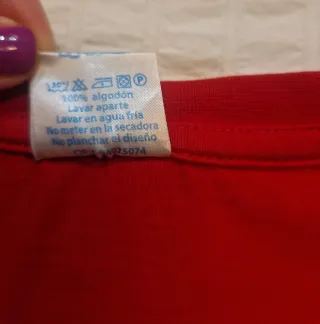 100% algodón
Lavar aparte
Lavar en agua fría
No meter en la secadora
No planchar el diseño